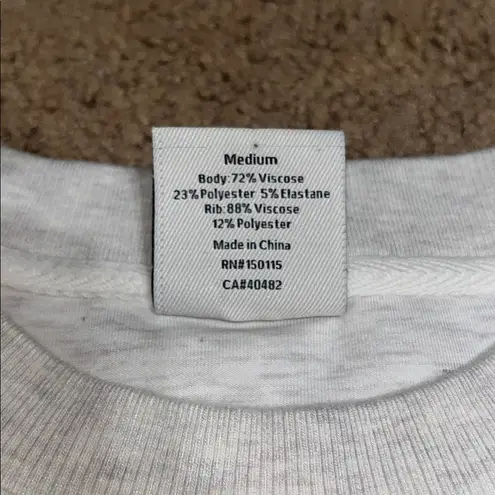 Medium
Body:72% Viscose
23% Polyester 5% Elastane
Rib:88% Viscose
12% Polyester
Made in China
RN#150115
CA#40482